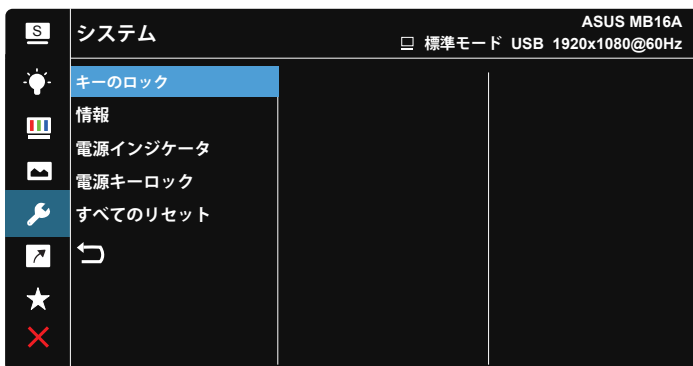 S
システム
ASUS MB16A
標準モード USB 1920x1080@60Hz
キーのロック
情報
電源インジケータ
電源キーロック
すべてのリセット